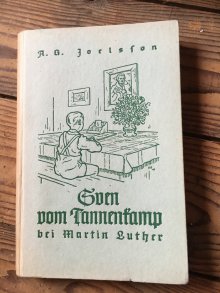 A. G. Jorisson
Sven
vom Tannenkamp
bei Martin Luther